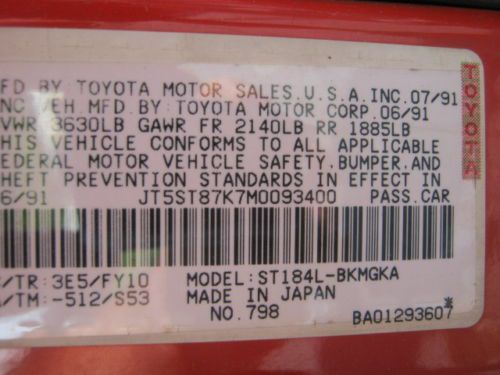 MFD BY TOYOTA MOTOR SALES.U.S.A.INC.07/91
INC VEH.MFD BY:TOYOTA MOTOR CORP.06/91
GVWR 3630LB GAWR FR 2140LB RR 1885LB
THIS VEHICLE CONFORMS TO ALL APPLICABLE
FEDERAL MOTOR VEHICLE SAFETY.BUMPER.AND
THEFT PREVENTION STANDARDS IN EFFECT IN
06/91 JT5ST87K7M0093400 PASS.CAR
C/TR:3E5/FY10 MODEL:ST184L-BKMGKA
A/TM:-512/S53 MADE IN JAPAN
NO.798 BA01293607*
TOYOTA